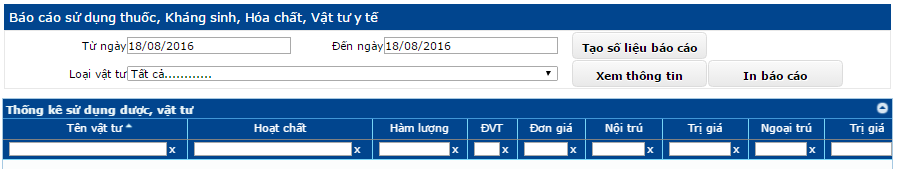 Báo cáo sử dụng thuốc, Kháng sinh, Hóa chất, Vật tư y tế
Từ ngày 18/08/2016 Đến ngày 18/08/2016 Tạo số liệu báo cáo
Loại vật tư Tất cả............ Xem thông tin In báo cáo
Thống kê sử dụng dược, vật tư
Tên vật tư Hoạt chất Hàm lượng ĐVT Đơn giá Nội trú Trị giá Ngoại trú Trị giá
x x x x x x x x